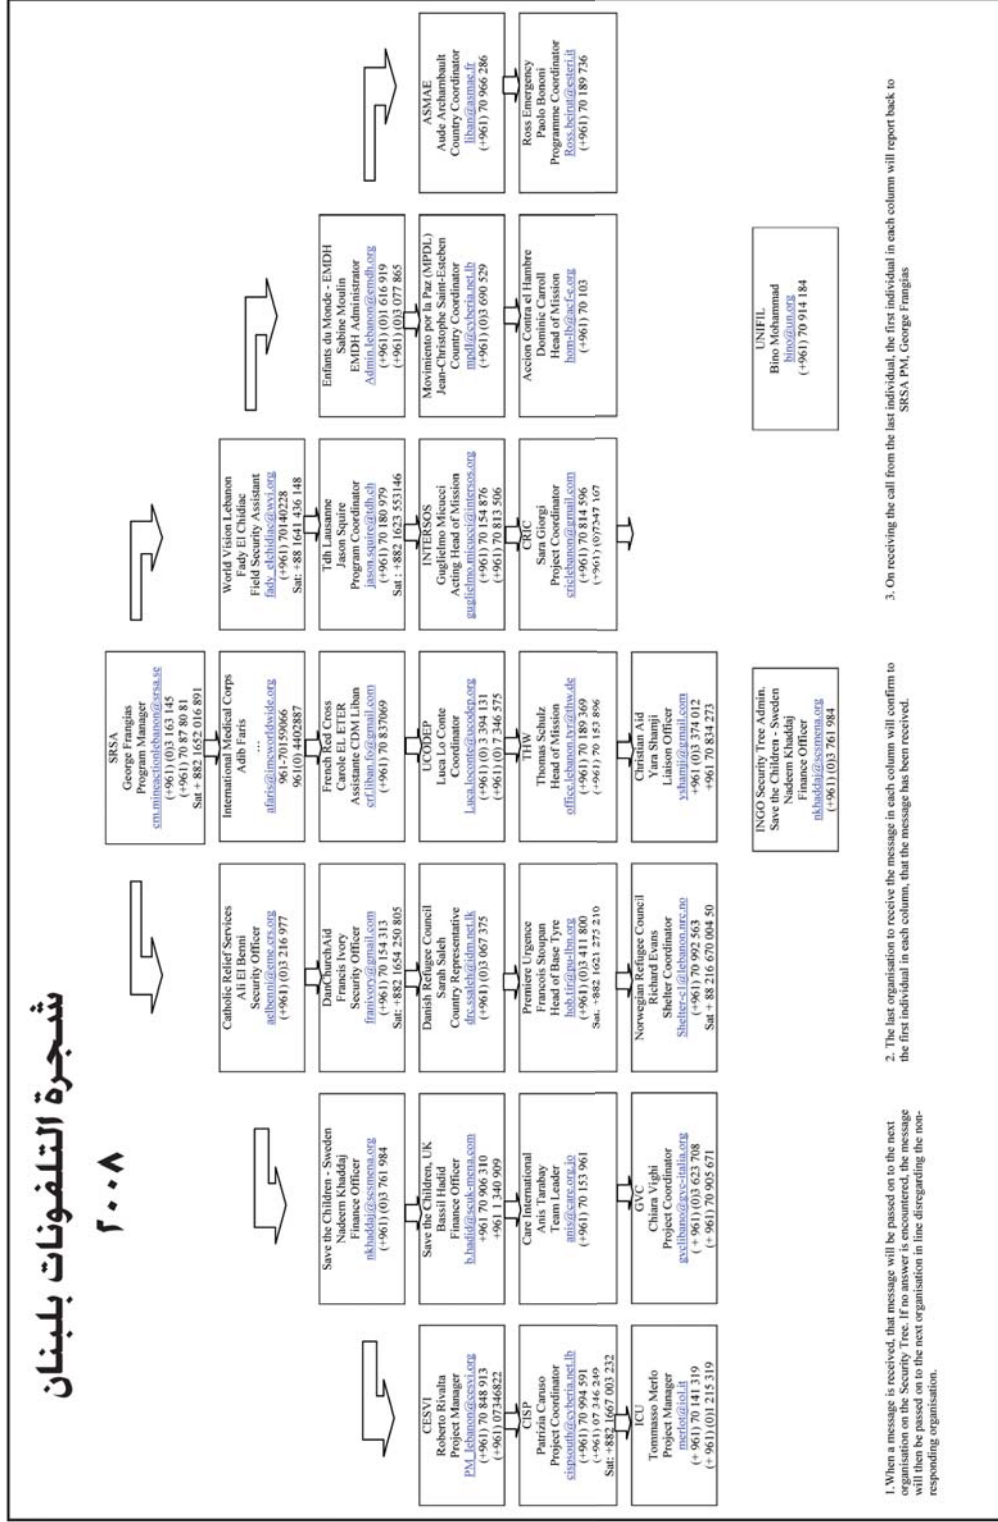 شجرة التلفونات بلبنان
٢٠٠٨
SRSA
George Frangias
Program Manager
cm.mineactionlebanon@srsa.se
(+961) (0)3 163 145
(+961) 70 87 80 81
Sat + 882 1652 016 891
CESVI
Roberto Rivalta
Project Manager
PM_lebanon@cesvi.org
(+961) 70 848 913
(+961) 07346822
CISP
Patrizia Caruso
Project Coordinator
cispsouth@cyberia.net.lb
(+961) 70 994 591
(+961) 07 346 249
Sat: +882 1667 003 232
ICU
Tommaso Merlo
Project Manager
merlot@iol.it
(+ 961) 70 141 319
(+ 961) (0)1 215 319
Save the Children - Sweden
Nadeem Khaddaj
Finance Officer
nkhaddaj@scsmena.org
(+961) (0)3 761 984
Save the Children, UK
Bassil Hadid
Finance Officer
b.hadid@scuk-mena.com
+961 70 906 310
+961 1 340 909
Care International
Anis Tarabay
Team Leader
anis@care.org.jo
(+961) 70 153 961
GVC
Chiara Vighi
Project Coordinator
gvclibano@gvc-italia.org
( + 961) (0)3 623 708
(+ 961) 70 905 671
Catholic Relief Services
Ali El Benni
Security Officer
aelbenni@eme.crs.org
(+961) (0)3 216 977
DanChurchAid
Francis Ivory
Security Officer
franivory@gmail.com
(+961) 70 154 313
Sat: +882 1654 250 805
Danish Refugee Council
Sarah Saleh
Country Representative
drc.ssaleh@idm.net.lk
(+961) (0)3 067 375
Premiere Urgence
Francois Stoupan
Head of Base Tyre
hob.tir@pu-lbn.org
(+961) (0)3 411 800
Sat. +882 1621 275 210
Norwegian Refugee Council
Richard Evans
Shelter Coordinator
Shelter-c1@lebanon.nrc.no
(+961) 70 992 563
Sat + 88 216 670 004 50
International Medical Corps
Adib Faris
...
afaris@imcworldwide.org
961-70159066
961(0) 4402887
French Red Cross
Carole EL ETER
Assistante CDM Liban
crf.liban.fo@gmail.com
(+961) 70 837069
UCODEP
Luca Lo Conte
Coordinator
Luca.loconte@ucodep.org
(+961) (0) 3 394 131
(+961) (0) 7 346 575
THW
Thomas Schulz
Head of Mission
office.lebanon.tyr@thw.de
(+961) 70 189 369
(+961) 70 153 896
Christian Aid
Yara Shamji
Liaison Officer
yshamji@gmail.com
+961 (0)3 374 012
+961 70 834 273
World Vision Lebanon
Fady El Chidiac
Field Security Assistant
fady_elchidiac@wvi.org
(+961) 70140228
Sat: +88 1641 436 148
Tdh Lausanne
Jason Squire
Program Coordinator
jason.squire@tdh.ch
(+961) 70 180 979
Sat : +882 1623 553146
INTERSOS
Guglielmo Micucci
Acting Head of Mission
guglielmo.micucci@intersos.org
(+961) 70 154 876
(+961) 70 813 506
CRIC
Sara Giorgi
Project Coordinator
criclebanon@gmail.com
(+961) 70 814 596
(+961) (0)7347 167
Enfants du Monde - EMDH
Sabine Moulin
EMDH Administrator
Admin.lebanon@emdh.org
(+961) (0)1 616 919
(+961) (0)3 077 865
Movimiento por la Paz (MPDL)
Jean-Christophe Saint-Esteben
Country Coordinator
mpdl@cyberia.net.lb
(+961) (0)3 690 529
Accion Contra el Hambre
Dominic Carroll
Head of Mission
hom-lb@acf-e.org
(+961) 70 103
ASMAE
Aude Archambault
Country Coordinator
liban@asmae.fr
(+961) 70 966 286
Ross Emergency
Paolo Bononi
Programme Coordinator
Ross.beirut@esteri.it
(+961) 70 189 736
INGO Security Tree Admin.
Save the Children - Sweden
Nadeem Khaddaj
Finance Officer
nkhaddaj@scsmena.org
(+961) (0)3 761 984
UNIFIL
Bino Mohammad
bino@un.org
(+961) 70 914 184
1.When a message is received, that message will be passed on to the next
organisation on the Security Tree. If no answer is encountered, the message
will then be passed on to the next organisation in line disregarding the non-
responding organisation.
2. The last organisation to receive the message in each column will confirm to
the first individual in each column, that the message has been received.
3. On receiving the call from the last individual, the first individual in each column will report back to
SRSA PM, George Frangias